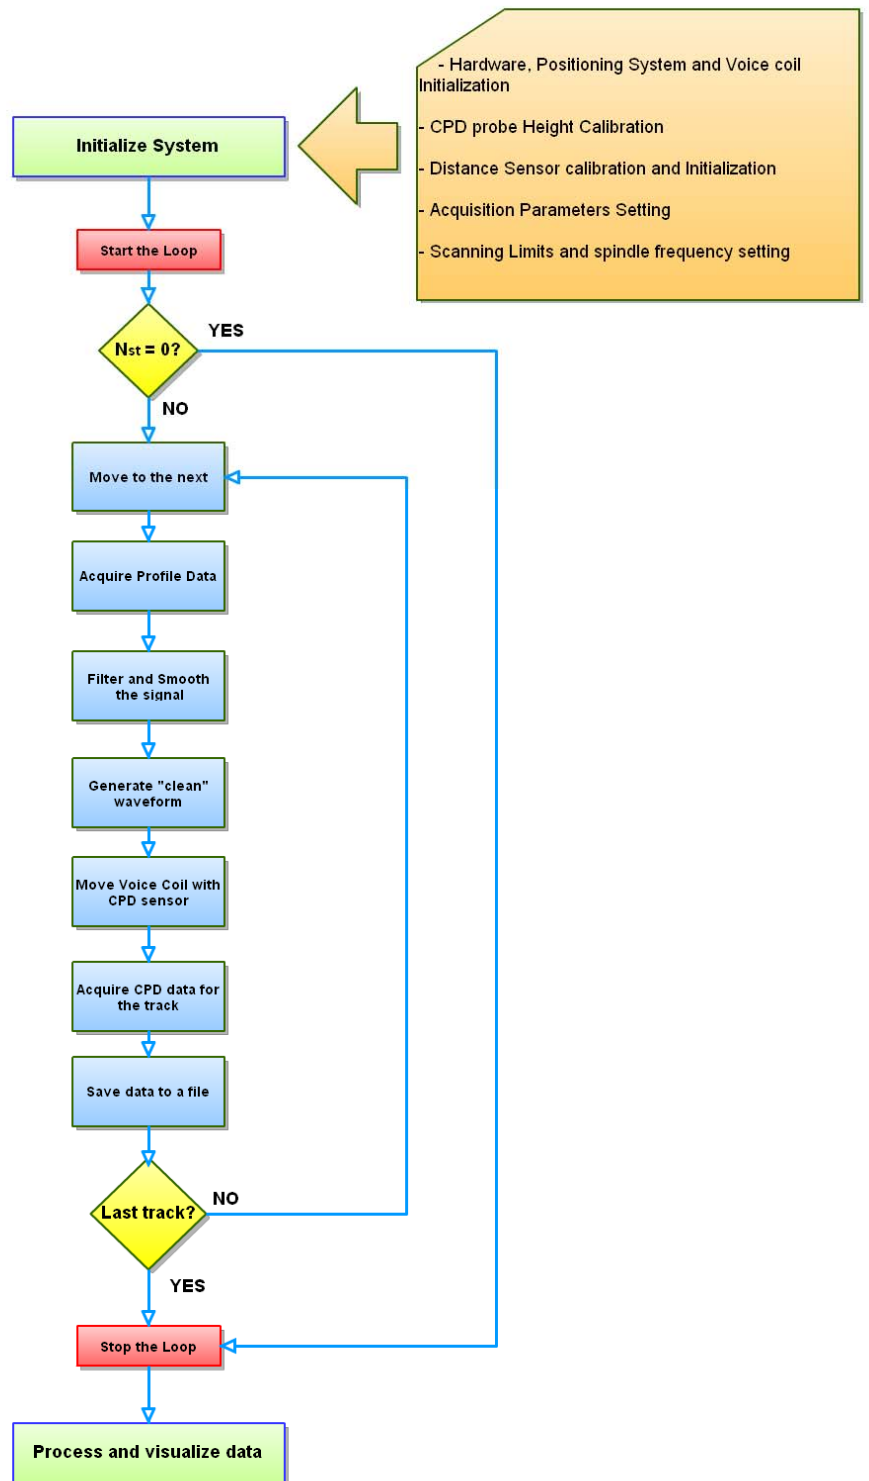 - Hardware, Positioning System and Voice coil
Initialization
- CPD probe Height Calibration
- Distance Sensor calibration and Initialization
- Acquisition Parameters Setting
- Scanning Limits and spindle frequency setting
Initialize System
Start the Loop
Nst = 0?
YES
NO
Move to the next
Acquire Profile Data
Filter and Smooth
the signal
Generate "clean"
waveform
Move Voice Coil with
CPD sensor
Acquire CPD data for
the track
Save data to a file
Last track?
NO
YES
Stop the Loop
Process and visualize data